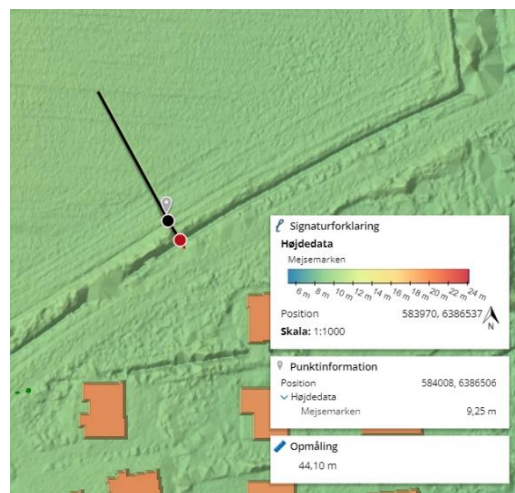 Signaturforklaring
Højdedata
Mejsemarken
6 m 8 m 10 m 12 m 14 m 16 m 18 m 20 m 22 m 24 m
Position 583970, 6386537
Skala: 1:1000
N
Punktinformation
Position 584008, 6386506
Højdedata
Mejsemarken 9,25 m
Opmåling
44,10 m